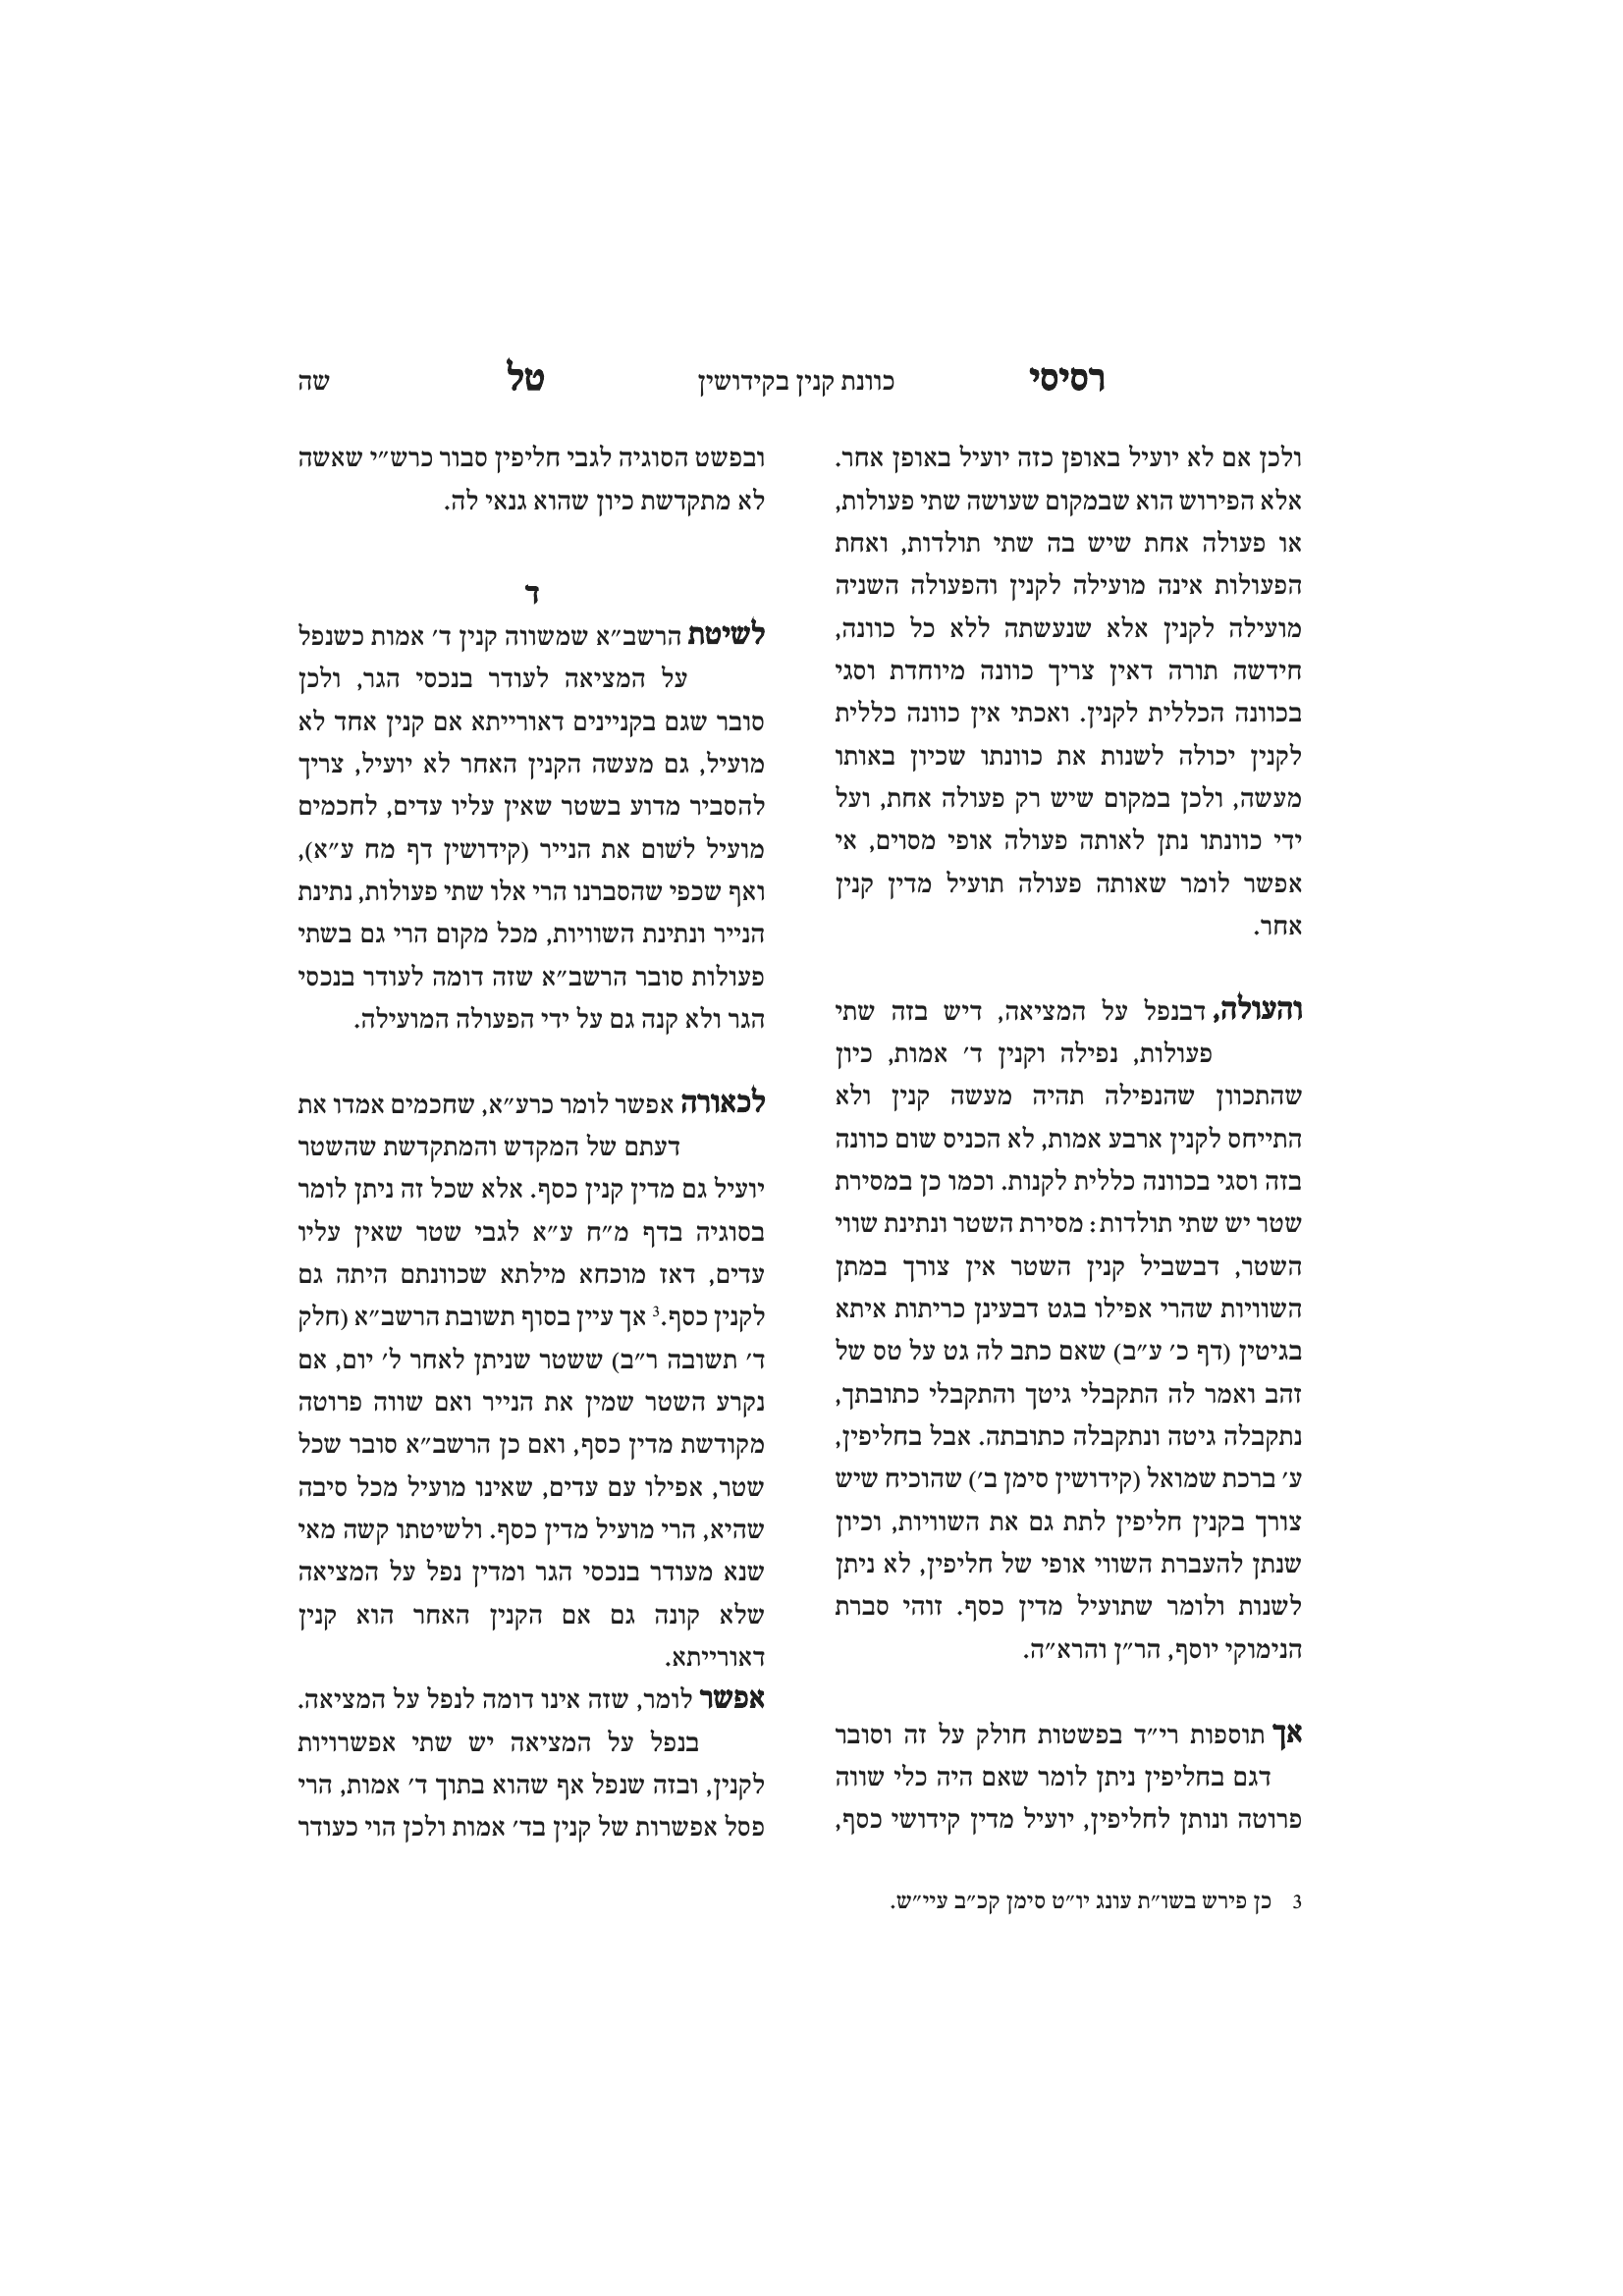 רסיסי כוונת קנין בקידושין טל שה
ולכן אם לא יועיל באופן כזה יועיל באופן אחר.
אלא הפירוש הוא שבמקום שעושה שתי פעולות,
או פעולה אחת שיש בה שתי תולדות, ואחת
הפעולות אינה מועילה לקנין והפעולה השניה
מועילה לקנין אלא שנעשתה ללא כל כוונה,
חידשה תורה דאין צריך כוונה מיוחדת וסגי
בכוונה הכללית לקנין. ואכתי אין כוונה כללית
לקנין יכולה לשנות את כוונתו שכיון באותו
מעשה, ולכן במקום שיש רק פעולה אחת, ועל
ידי כוונתו נתן לאותה פעולה אופי מסוים, אי
אפשר לומר שאותה פעולה תועיל מדין קנין
אחר.
והעולה, דבנפל על המציאה, דיש בזה שתי
פעולות, נפילה וקנין ד׳ אמות, כיון
שהתכוון שהנפילה תהיה מעשה קנין ולא
התייחס לקנין ארבע אמות, לא הכניס שום כוונה
בזה וסגי בכוונה כללית לקנות. וכמו כן במסירת
שטר יש שתי תולדות: מסירת השטר ונתינת שווי
השטר, דבשביל קנין השטר אין צורך במתן
השוויות שהרי אפילו בגט דבעינן כריתות איתא
בגיטין (דף כ׳ ע״ב) שאם כתב לה גט על טס של
זהב ואמר לה התקבלי גיטך והתקבלי כתובתך,
נתקבלה גיטה ונתקבלה כתובתה. אבל בחליפין,
ע׳ ברכת שמואל (קידושין סימן ב׳) שהוכיח שיש
צורך בקנין חליפין לתת גם את השוויות, וכיון
שנתן להעברת השווי אופי של חליפין, לא ניתן
לשנות ולומר שתועיל מדין כסף. זוהי סברת
הנימוקי יוסף, הר״ן והרא״ה.
אך תוספות רי״ד בפשטות חולק על זה וסובר
דגם בחליפין ניתן לומר שאם היה כלי שווה
פרוטה ונותן לחליפין, יועיל מדין קידושי כסף,
ובפשט הסוגיה לגבי חליפין סבור כרש״י שאשה
לא מתקדשת כיון שהוא גנאי לה.
ד
לשיטת הרשב״א שמשווה קנין ד׳ אמות כשנפל
על המציאה לעודר בנכסי הגר, ולכן
סובר שגם בקניינים דאורייתא אם קנין אחד לא
מועיל, גם מעשה הקנין האחר לא יועיל, צריך
להסביר מדוע בשטר שאין עליו עדים, לחכמים
מועיל לשׁום את הנייר (קידושין דף מח ע״א),
ואף שכפי שהסברנו הרי אלו שתי פעולות, נתינת
הנייר ונתינת השוויות, מכל מקום הרי גם בשתי
פעולות סובר הרשב״א שזה דומה לעודר בנכסי
הגר ולא קנה גם על ידי הפעולה המועילה.
לכאורה אפשר לומר כרע״א, שחכמים אמדו את
דעתם של המקדש והמתקדשת שהשטר
יועיל גם מדין קנין כסף. אלא שכל זה ניתן לומר
בסוגיה בדף מ״ח ע״א לגבי שטר שאין עליו
עדים, דאז מוכחא מילתא שכוונתם היתה גם
לקנין כסף.3 אך עיין בסוף תשובת הרשב״א (חלק
ד׳ תשובה ר״ב) ששטר שניתן לאחר ל׳ יום, אם
נקרע השטר שמין את הנייר ואם שווה פרוטה
מקודשת מדין כסף, ואם כן הרשב״א סובר שכל
שטר, אפילו עם עדים, שאינו מועיל מכל סיבה
שהיא, הרי מועיל מדין כסף. ולשיטתו קשה מאי
שנא מעודר בנכסי הגר ומדין נפל על המציאה
שלא קונה גם אם הקנין האחר הוא קנין
דאורייתא.
אפשר לומר, שזה אינו דומה לנפל על המציאה.
בנפל על המציאה יש שתי אפשרויות
לקנין, ובזה שנפל אף שהוא בתוך ד׳ אמות, הרי
פסל אפשרות של קנין בד׳ אמות ולכן הוי כעודר
3 כן פירש בשו״ת עונג יו״ט סימן קכ״ב עיי״ש.